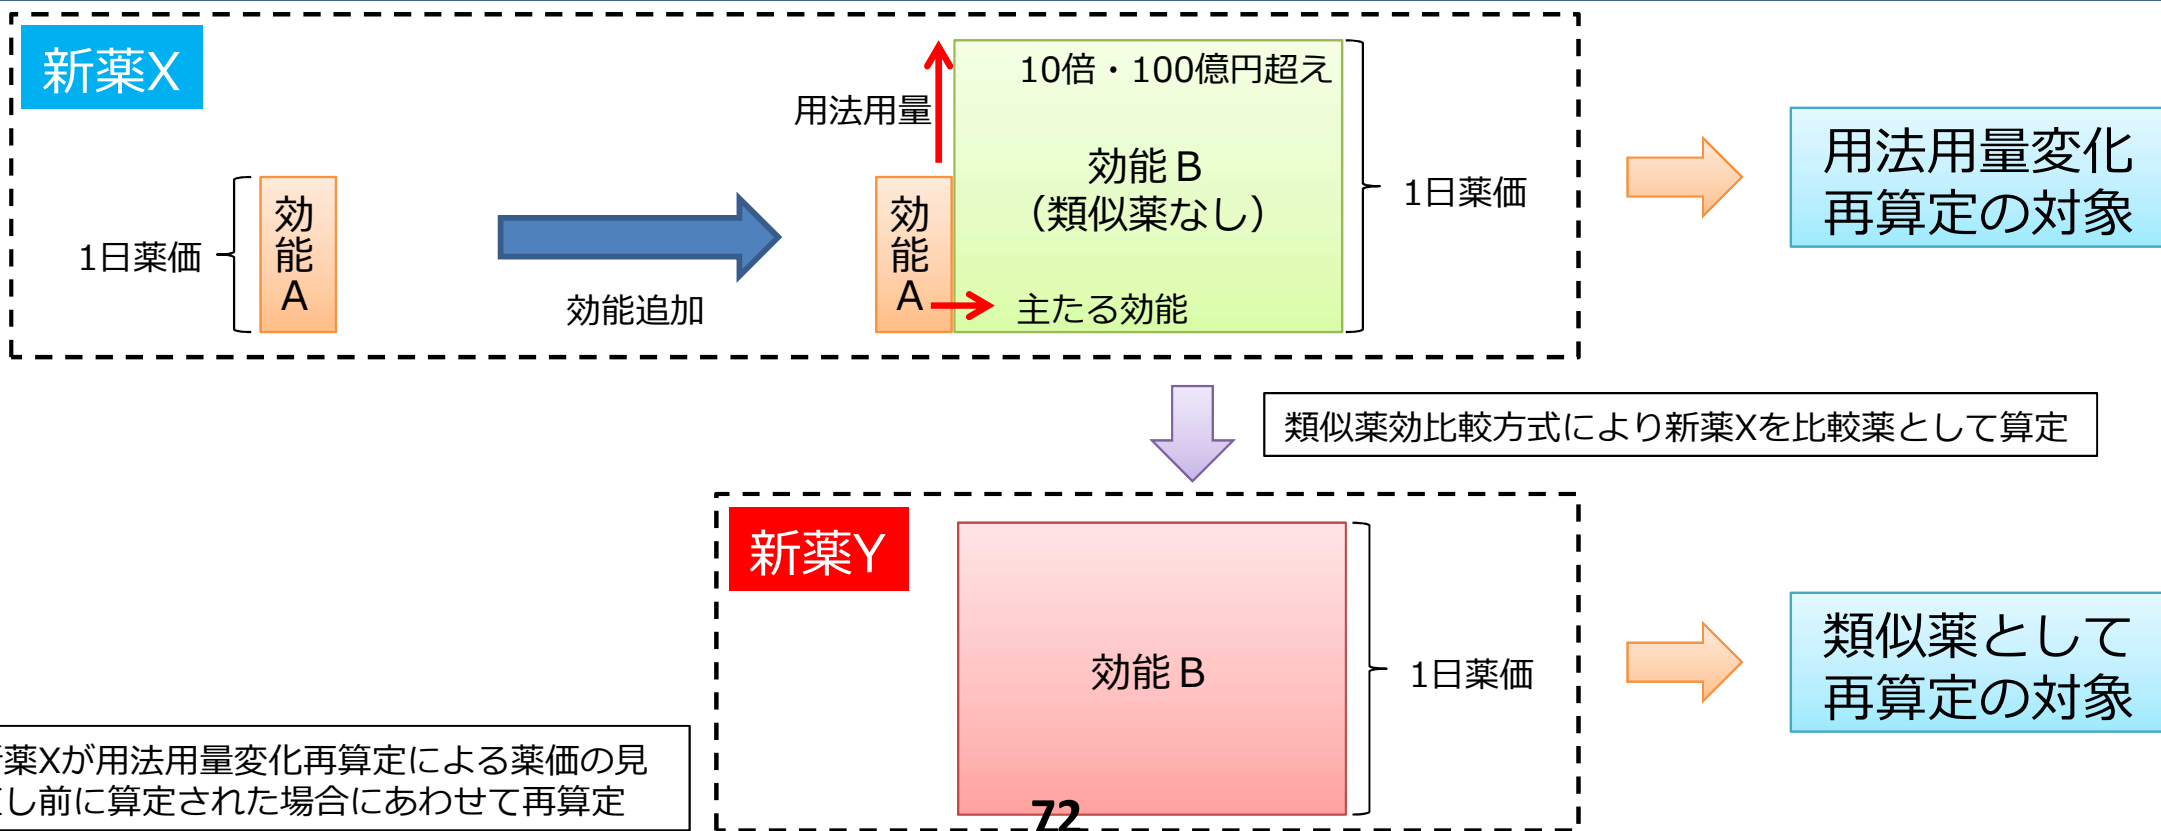 新薬X
10倍・100億円超え
用法用量
効能B
(類似薬なし)
1日薬価
効能A
1日薬価
効能A
主たる効能
効能追加
用法用量変化
再算定の対象
類似薬効比較方式により新薬Xを比較薬として算定
新薬Y
効能B
1日薬価
類似薬として
再算定の対象
薬Xが用法用量変化再算定による薬価の見
し前に算定された場合にあわせて再算定
72